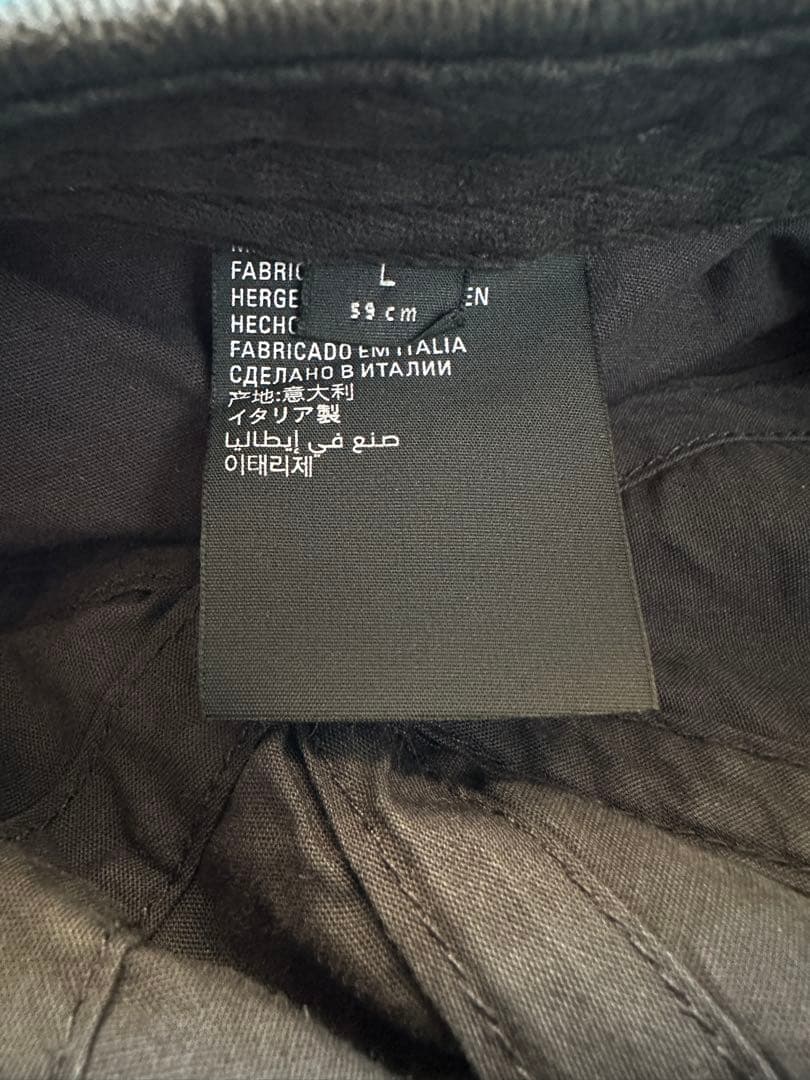 L
59 cm
FABRIC
HERGE EN
HECHO
FABRICADO EM ITALIA
СДЕЛАНО В ИТАЛИИ
产地:意大利
イタリア製
صنع في إيطاليا
이태리제